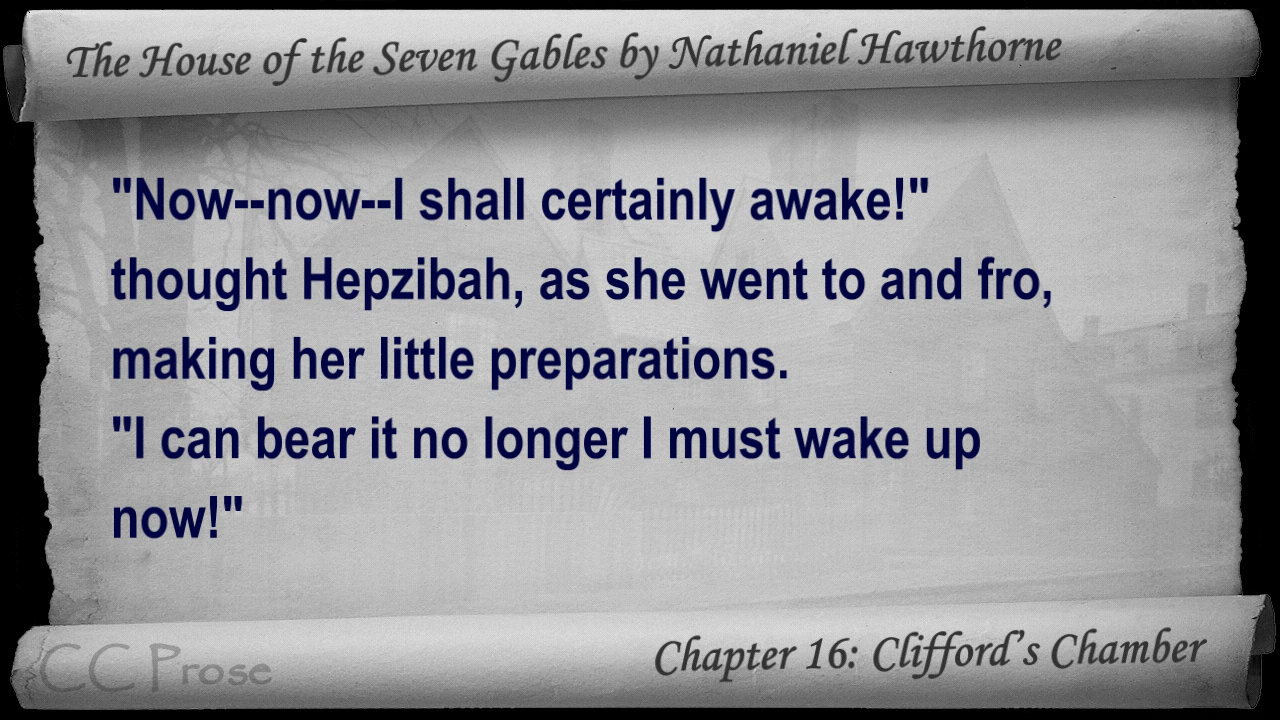 The House of the Seven Gables by Nathaniel Hawthorne
"Now--now--I shall certainly awake!"
thought Hepzibah, as she went to and fro,
making her little preparations.
"I can bear it no longer I must wake up
now!"
CC Prose
Chapter 16: Clifford's Chamber